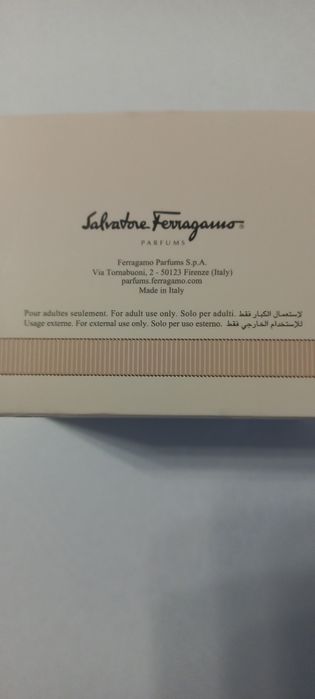 Salvatore Ferragamo®
PARFUMS
Ferragamo Parfums S.p.A.
Via Tornabuoni, 2 - 50123 Firenze (Italy)
parfums.ferragamo.com
Made in Italy
Pour adultes seulement. For adult use only. Solo per adulti. لاستعمال الكبار فقط
Usage externe. For external use only. Solo per uso esterno. للإستخدام الخارجي فقط